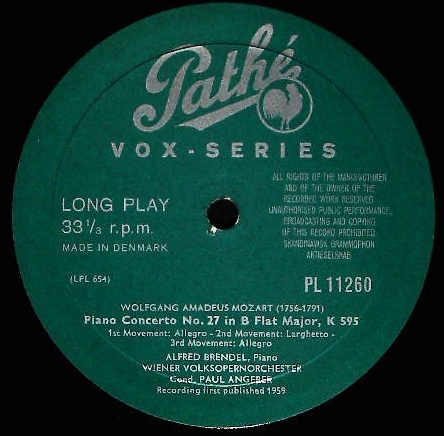 Pathé
VOX-SERIES
LONG PLAY
33 1/3 r.p.m.
MADE IN DENMARK
ALL RIGHTS OF THE MANUFACTURER
AND OF THE OWNER OF THE
RECORDED WORK RESERVED
UNAUTHORISED PUBLIC PERFORMANCE,
BROADCASTING AND COPYING
OF THIS RECORD PROHIBITED
SKANDINAVISK GRAMMOPHON
AKTIESELSKAB
(LPL 654)
PL 11260
WOLFGANG AMADEUS MOZART (1756-1791)
Piano Concerto No. 27 in B Flat Major, K 595
1st Movement: Allegro - 2nd Movement: Larghetto -
3rd Movement: Allegro
ALFRED BRENDEL, Piano
WIENER VOLKSOPERNORCHESTER
Cond. PAUL ANGERER
Recording first published 1959